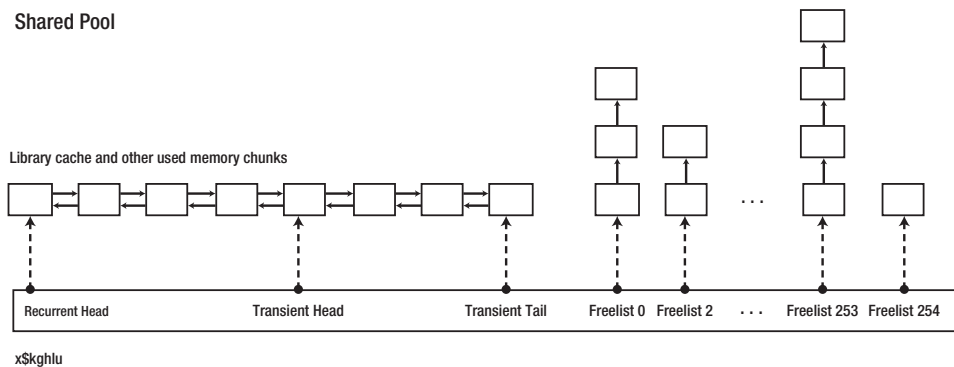 Shared Pool
Library cache and other used memory chunks
. . .
Recurrent Head
Transient Head
Transient Tail
Freelist 0
Freelist 2
. . .
Freelist 253
Freelist 254
x$kghlu